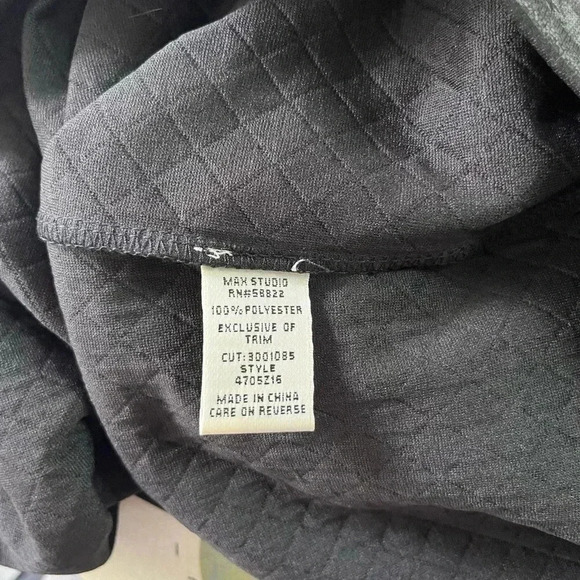 MAX STUDIO
RN#58822
100% POLYESTER
EXCLUSIVE OF
TRIM
CUT:3001085
STYLE
4705Z16
MADE IN CHINA
CARE ON REVERSE